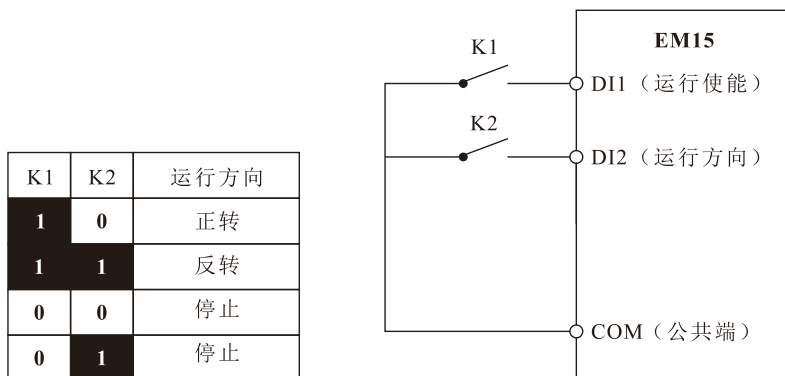 K1 K2 运行方向
1 0 正转
1 1 反转
0 0 停止
0 1 停止
EM15
K1
DI1（运行使能）
K2
DI2（运行方向）
COM（公共端）